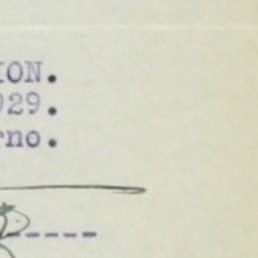 ION.
929.
rno.
-----